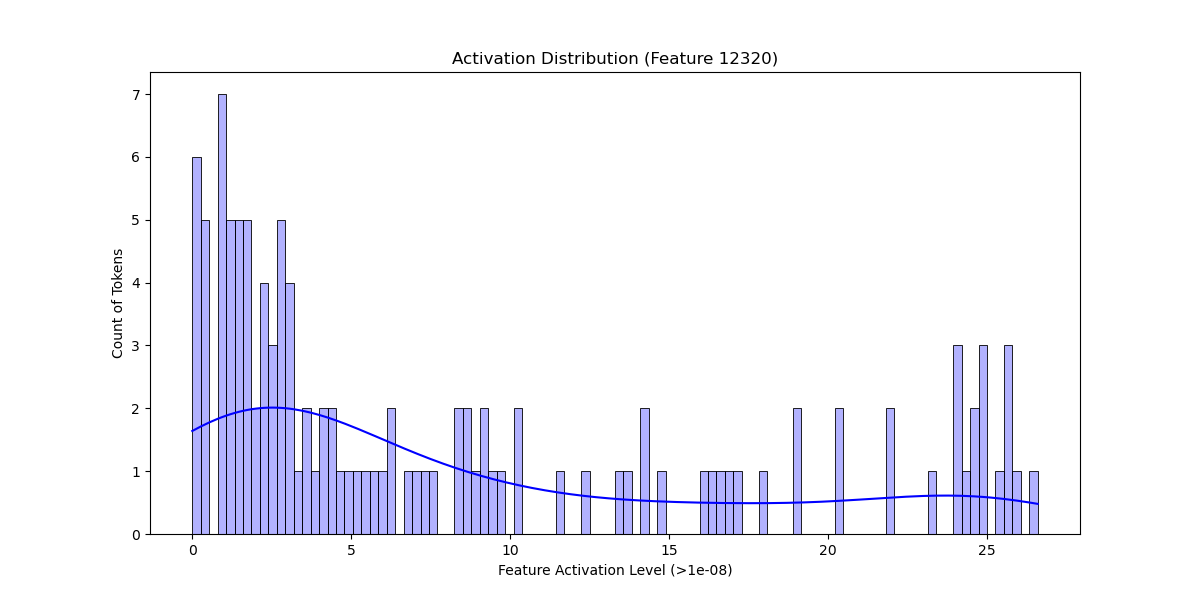 Activation Distribution (Feature 12320)
7
6
5
4
3
2
1
0
Count of Tokens
0 5 10 15 20 25
Feature Activation Level (>1e-08)